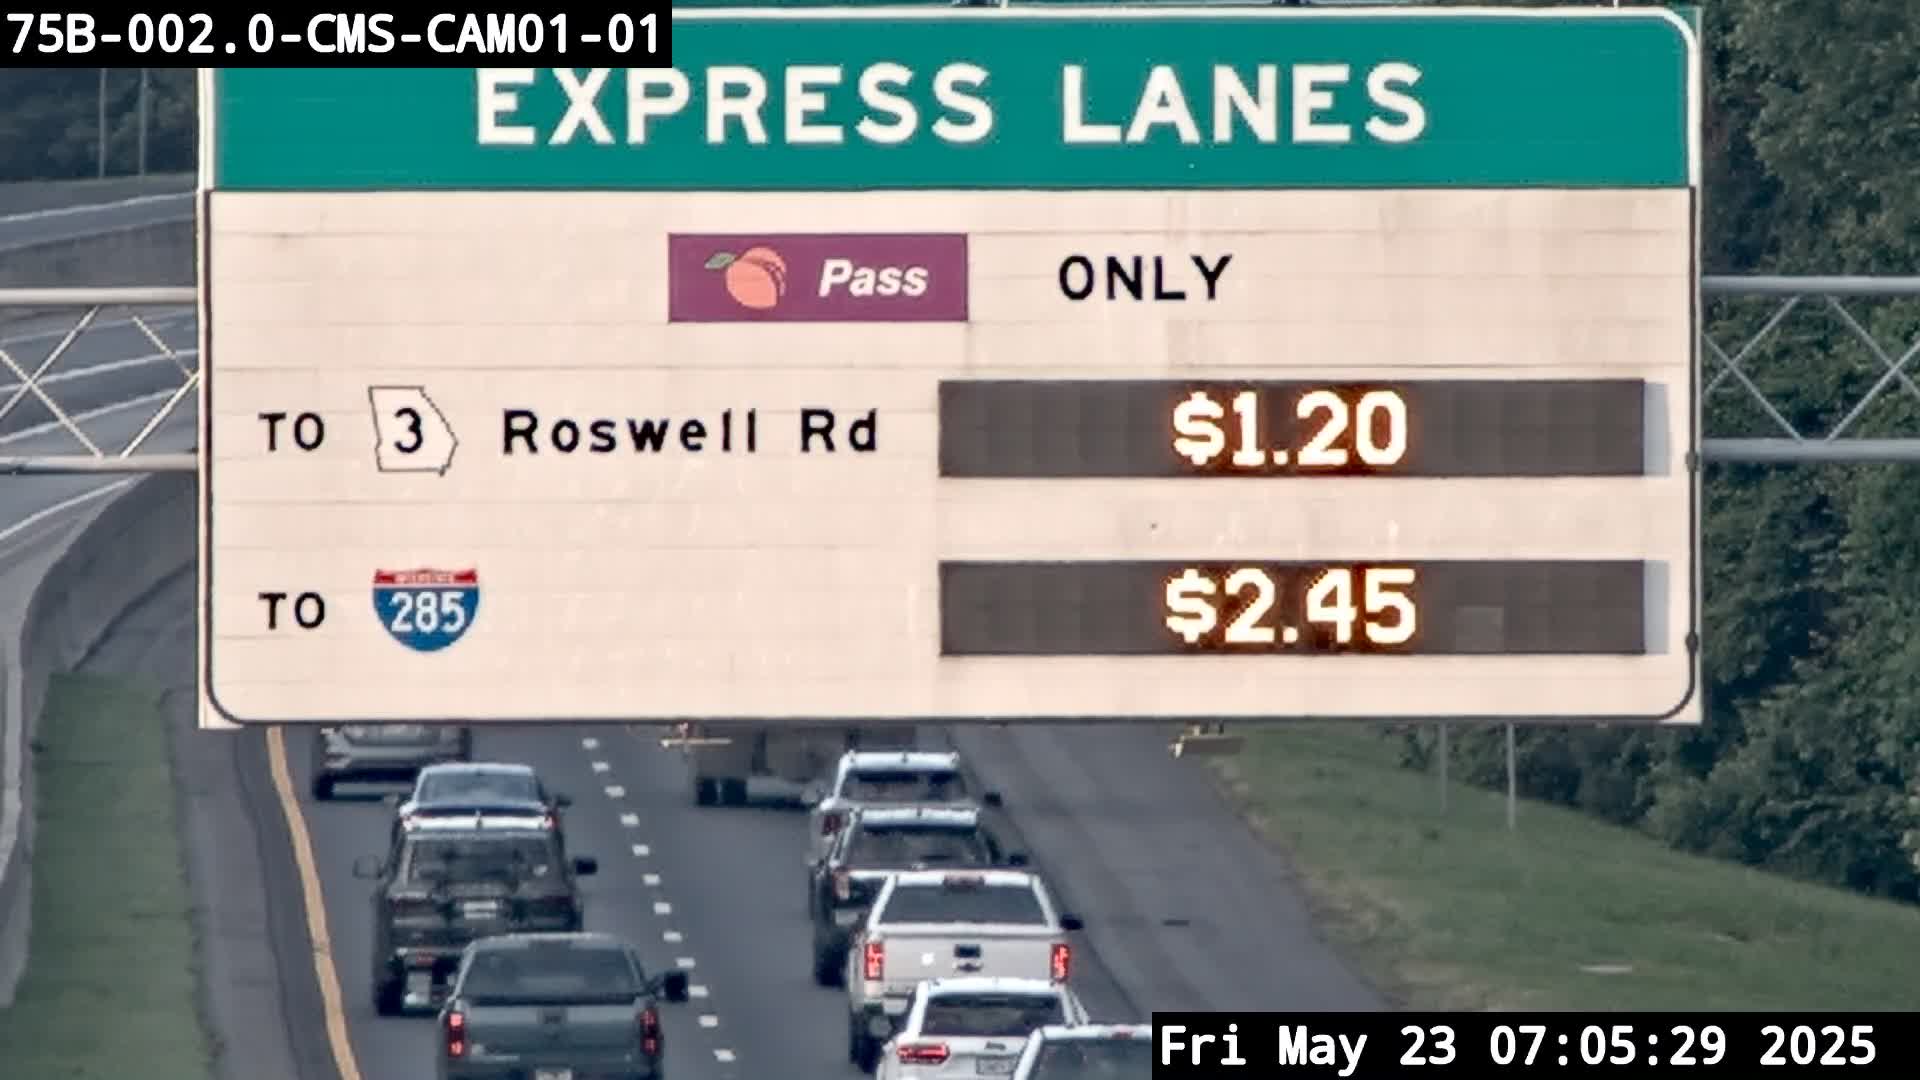 75B-002.0-CMS-CAM01-01
EXPRESS LANES
Pass ONLY
TO 3 Roswell Rd $1.20
TO INTERSTATE 285 $2.45
Fri May 23 07:05:29 2025